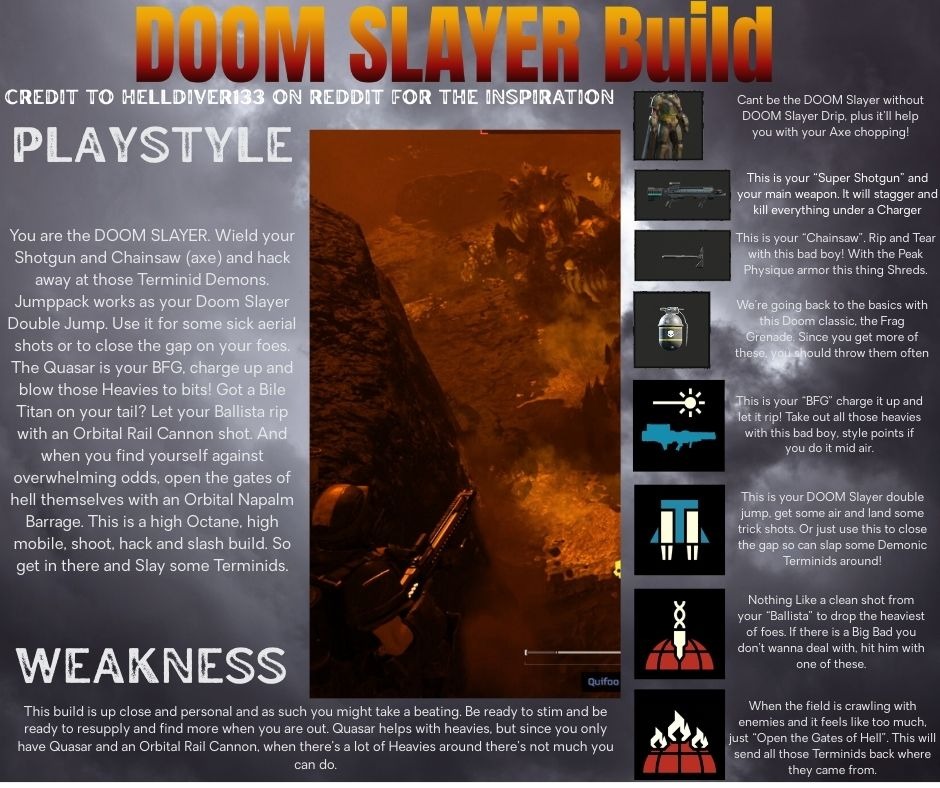 DOOM SLAYER Build
CREDIT TO HELLDIVER133 ON REDDIT FOR THE INSPIRATION
PLAYSTYLE
You are the DOOM SLAYER. Wield your
Shotgun and Chainsaw (axe) and hack
away at those Terminid Demons.
Jumppack works as your Doom Slayer
Double Jump. Use it for some sick aerial
shots or to close the gap on your foes.
The Quasar is your BFG, charge up and
blow those Heavies to bits! Got a Bile
Titan on your tail? Let your Ballista rip
with an Orbital Rail Cannon shot. And
when you find yourself against
overwhelming odds, open the gates of
hell themselves with an Orbital Napalm
Barrage. This is a high Octane, high
mobile, shoot, hack and slash build. So
get in there and Slay some Terminids.
WEAKNESS
This build is up close and personal and as such you might take a beating. Be ready to stim and be
ready to resupply and find more when you are out. Quasar helps with heavies, but since you only
have Quasar and an Orbital Rail Cannon, when there's a lot of Heavies around there's not much you
can do.
Quifoo
Cant be the DOOM Slayer without
DOOM Slayer Drip, plus it'll help
you with your Axe chopping!
This is your "Super Shotgun" and
your main weapon. It will stagger and
kill everything under a Charger
This is your "Chainsaw". Rip and Tear
with this bad boy! With the Peak
Physique armor this thing Shreds.
We're going back to the basics with
this Doom classic, the Frag
Grenade. Since you get more of
these, you should throw them often
This is your "BFG" charge it up and
let it rip! Take out all those heavies
with this bad boy, style points if
you do it mid air.
This is your DOOM Slayer double
jump, get some air and land some
trick shots. Or just use this to close
the gap so can slap some Demonic
Terminids around!
Nothing Like a clean shot from
your "Ballista" to drop the heaviest
of foes. If there is a Big Bad you
don't wanna deal with, hit him with
one of these.
When the field is crawling with
enemies and it feels like too much,
just "Open the Gates of Hell". This will
send all those Terminids back where
they came from.